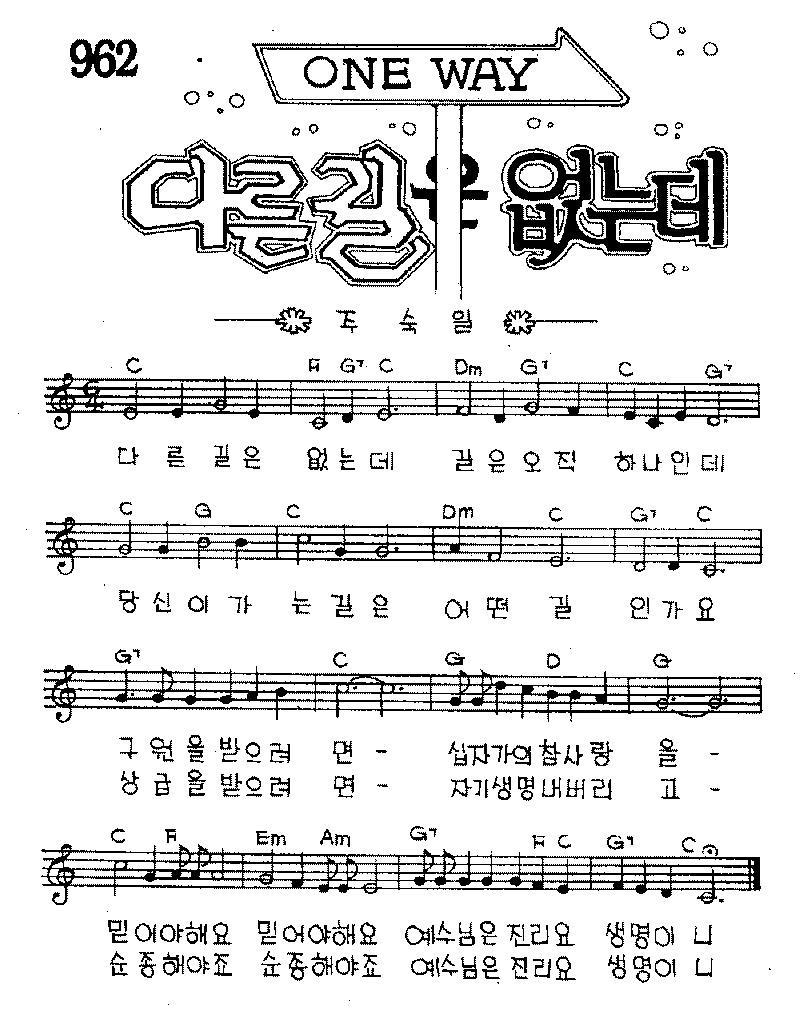 962
ONE WAY
다른길은 없는데
주 숙 일
C F G7 C Dm G7 C G7
다 른 길은 없는데 길은오직 하나인데
C G C Dm C G7 C
당신이가 는길은 어떤 길 인가요
G7 C G D G
구원을받으려 면 - 십자가의참사랑 을 -
상급을받으려 면 - 자기생명내버리 고 -
C F Em Am G7 F C G7 C
믿어야해요 믿어야해요 예수님은진리요 생명이니
순종해야죠 순종해야죠 예수님은진리요 생명이니